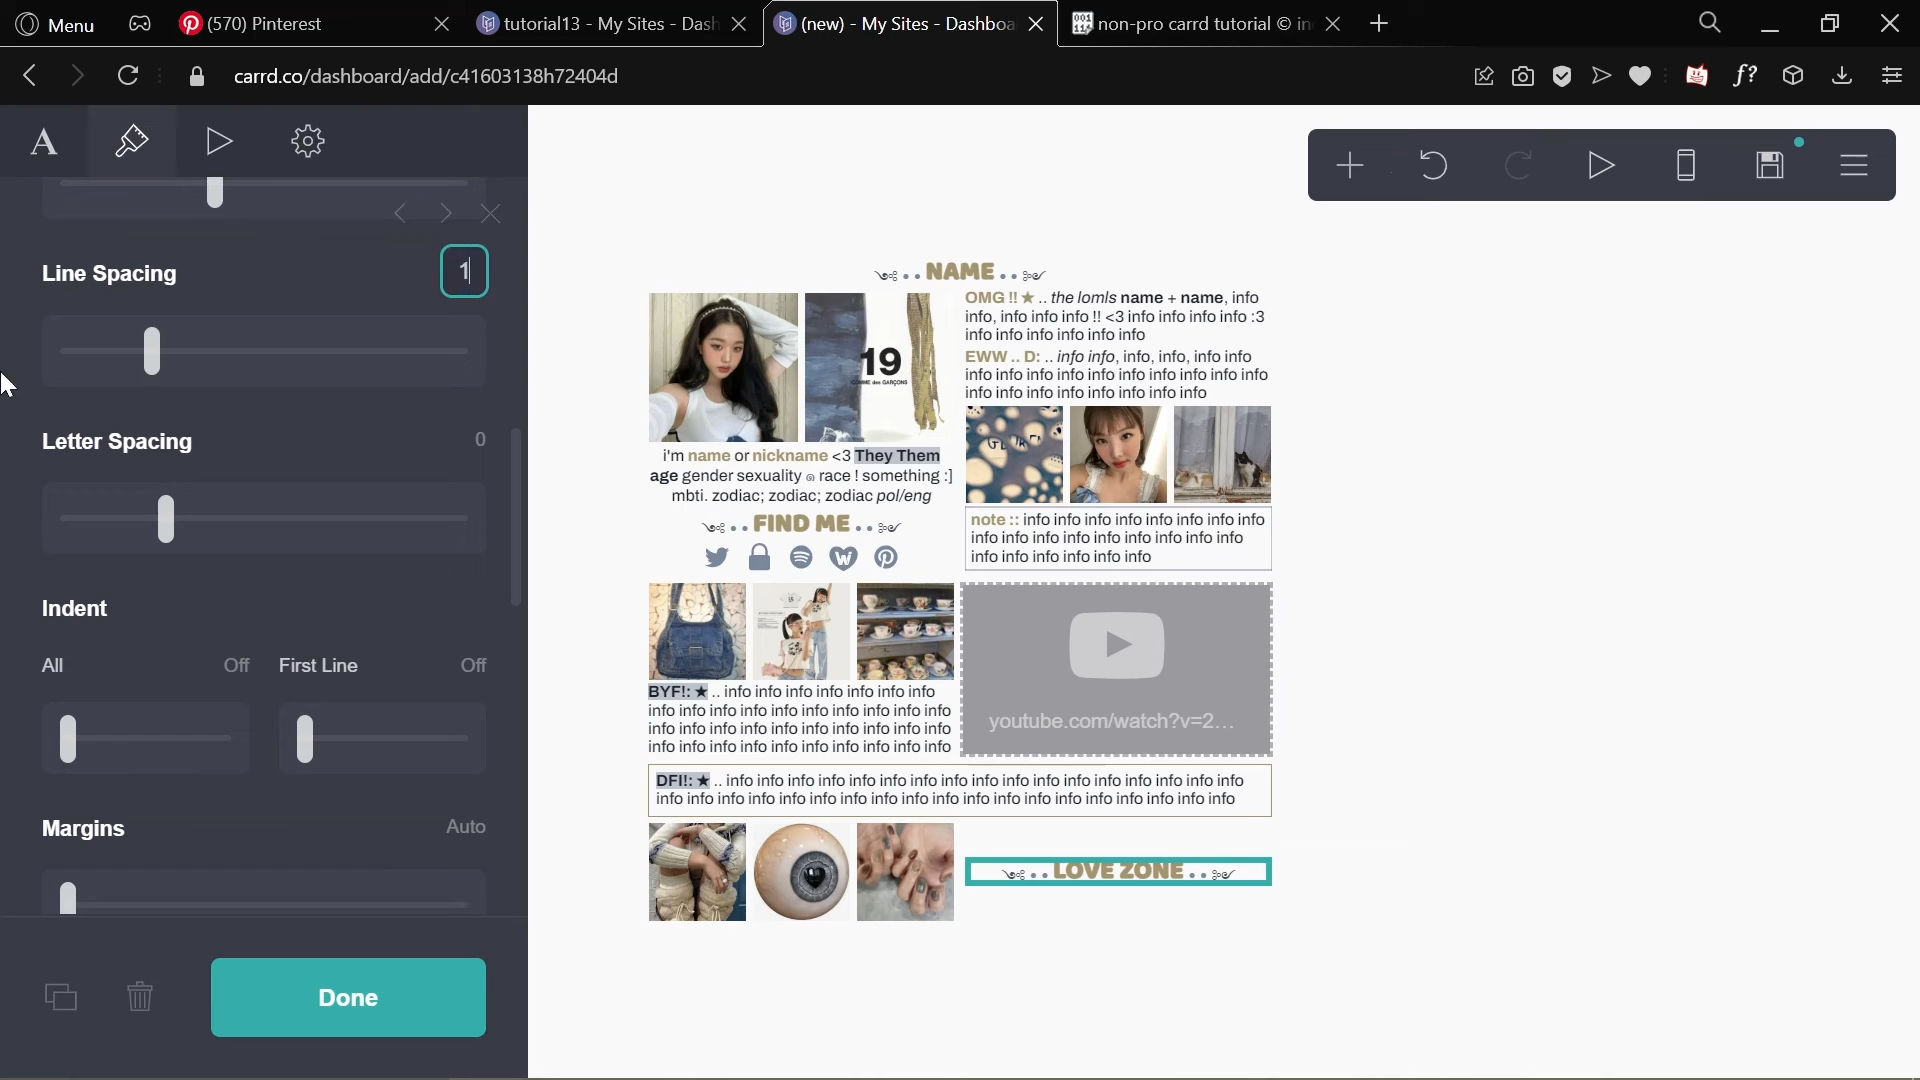 Menu
(570) Pinterest
tutorial13 - My Sites - Dash
(new) - My Sites - Dashboa
non-pro carrd tutorial © in
carrd.co/dashboard/add/c41603138h72404d
Line Spacing
1
Letter Spacing
0
Indent
All
Off
First Line
Off
Margins
Auto
Done
. . NAME . .
19
COMME des GARÇONS
OMG !! ★ .. the lomls name + name, info
info, info info info !! <3 info info info info :3
info info info info info info
EWW .. D: .. info info, info, info, info info
info info info info info info info info info info
info info info info info info info info
i'm name or nickname <3 They Them
age gender sexuality ๑ race ! something :]
mbti. zodiac; zodiac; zodiac pol/eng
. . FIND ME . .
note :: info info info info info info info info
info info info info info info info info info
info info info info info info
BYF!: ★ .. info info info info info info info
info info info info info info info info info info
info info info info info info info info info info
info info info info info info info info info info
youtube.com/watch?v=2...
DFI!: ★ .. info info info info info info info info info info info info info info info info info
info info info info info info info info info info info info info info info info info info info
. . LOVE ZONE . .